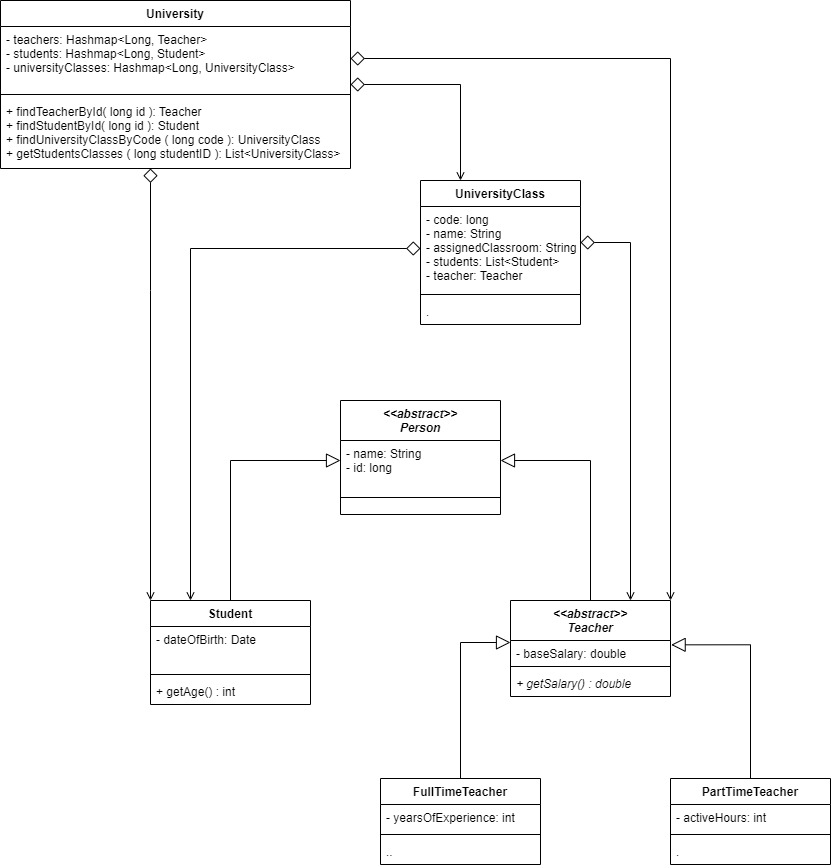 University
- teachers: Hashmap<Long, Teacher>
- students: Hashmap<Long, Student>
- universityClasses: Hashmap<Long, UniversityClass>
+ findTeacherById( long id ): Teacher
+ findStudentById( long id ): Student
+ findUniversityClassByCode ( long code ): UniversityClass
+ getStudentsClasses ( long studentID ): List<UniversityClass>
UniversityClass
- code: long
- name: String
- assignedClassroom: String
- students: List<Student>
- teacher: Teacher
.
<<abstract>>
Person
- name: String
- id: long
Student
- dateOfBirth: Date
+ getAge() : int
<<abstract>>
Teacher
- baseSalary: double
+ getSalary() : double
FullTimeTeacher
- yearsOfExperience: int
..
PartTimeTeacher
- activeHours: int
.